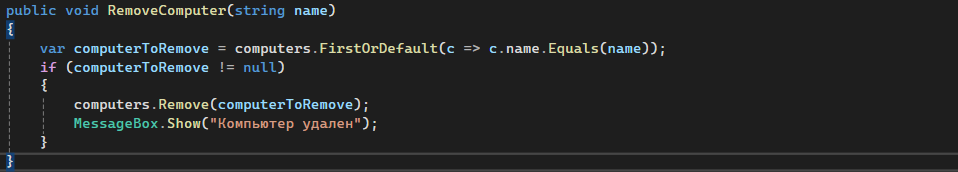 public void RemoveComputer(string name)
{
var computerToRemove = computers.FirstOrDefault(c => c.name.Equals(name));
if (computerToRemove != null)
{
computers.Remove(computerToRemove);
MessageBox.Show("Компьютер удален");
}
}